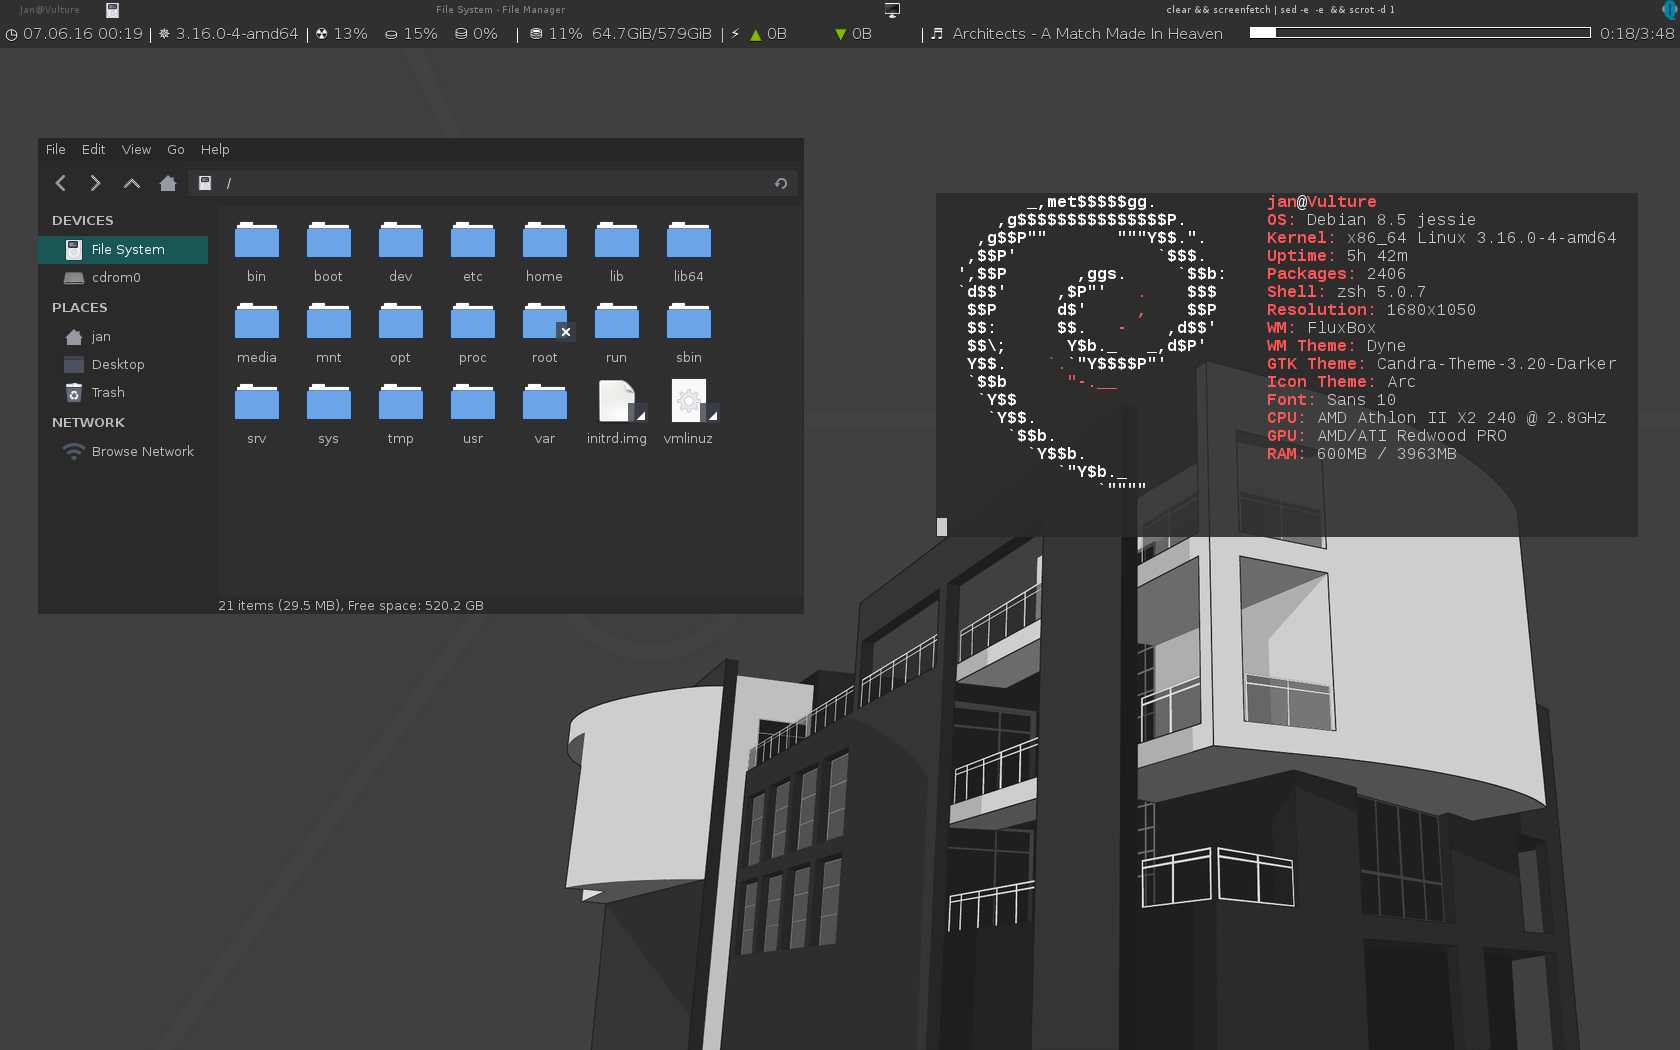 Jan@Vulture File System - File Manager clear && screenfetch | sed -e -e && scrot -d 1
07.06.16 00:19 | 3.16.0-4-amd64 | 13% 15% 0% | 11% 64.7GiB/579GiB | ⚡ ▲ 0B ▼ 0B | Architects - A Match Made In Heaven 0:18/3:48
File Edit View Go Help
/
DEVICES
File System
cdrom0
PLACES
jan
Desktop
Trash
NETWORK
Browse Network
bin boot dev etc home lib lib64
media mnt opt proc root run sbin
srv sys tmp usr var initrd.img vmlinuz
21 items (29.5 MB), Free space: 520.2 GB
_,met$$$$$gg.
,g$$$$$$$$$$$$$$$P.
,g$$P"" """Y$$.".
,$$P' `$$$.
',$$P ,ggs. `$$b:
`d$$' ,$P"' . $$$
$$P d$' , $$P
$$: $$. - ,d$$'
$$\; Y$b._ _,d$P'
Y$$. `.`"Y$$$$P"'
`$$b "-.__
`Y$$
`Y$$.
`$$b.
`Y$$b.
`"Y$b._
`""""
jan@Vulture
OS: Debian 8.5 jessie
Kernel: x86_64 Linux 3.16.0-4-amd64
Uptime: 5h 42m
Packages: 2406
Shell: zsh 5.0.7
Resolution: 1680x1050
WM: FluxBox
WM Theme: Dyne
GTK Theme: Candra-Theme-3.20-Darker
Icon Theme: Arc
Font: Sans 10
CPU: AMD Athlon II X2 240 @ 2.8GHz
GPU: AMD/ATI Redwood PRO
RAM: 600MB / 3963MB